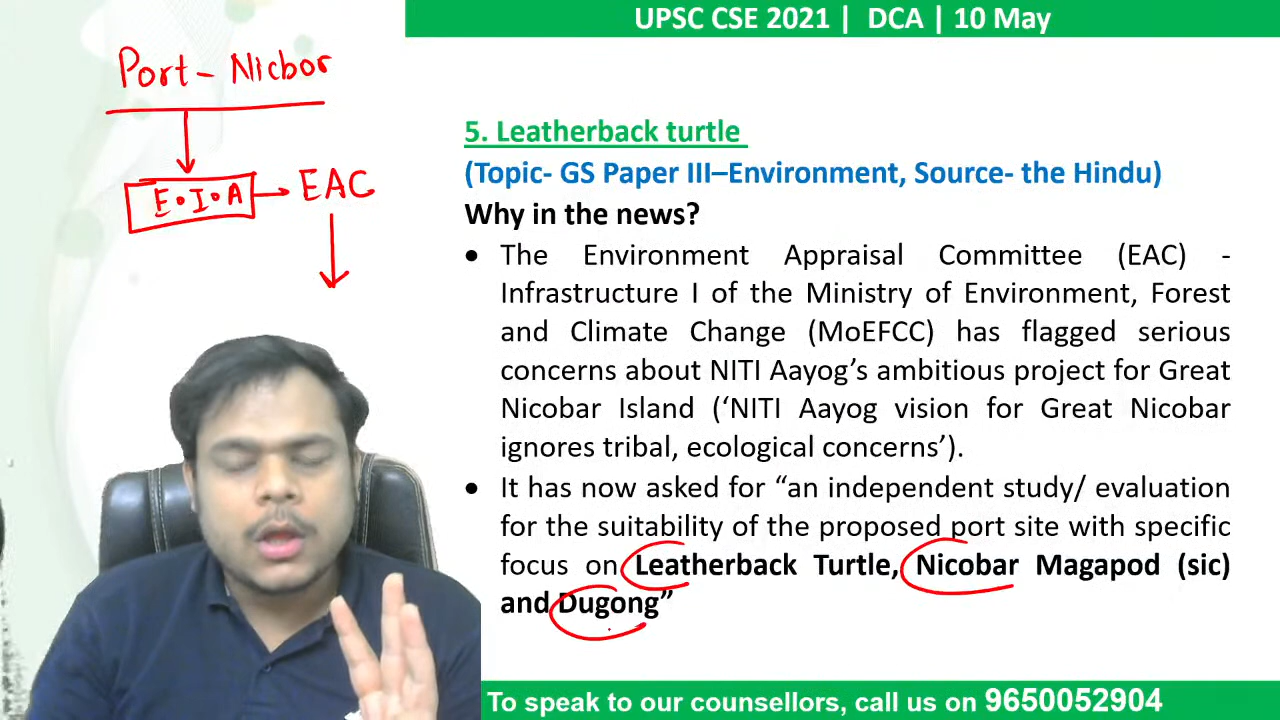 UPSC CSE 2021 | DCA | 10 May
Port - Nicbor
E.I.A
EAC
5. Leatherback turtle
(Topic- GS Paper III–Environment, Source- the Hindu)
Why in the news?
• The Environment Appraisal Committee (EAC) -
Infrastructure I of the Ministry of Environment, Forest
and Climate Change (MoEFCC) has flagged serious
concerns about NITI Aayog’s ambitious project for Great
Nicobar Island (‘NITI Aayog vision for Great Nicobar
ignores tribal, ecological concerns’).
• It has now asked for “an independent study/ evaluation
for the suitability of the proposed port site with specific
focus on Leatherback Turtle, Nicobar Magapod (sic)
and Dugong”
To speak to our counsellors, call us on 9650052904